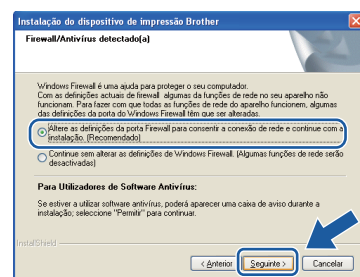 Instalação do dispositivo de impressão Brother
Firewall/Antivírus detectado(a)
Windows Firewall é uma ajuda para proteger o seu computador.
Com as definições actuais de firewall algumas da funções de rede no seu aparelho não
funcionam. Para fazer com que todas as funções de rede do aparelho funcionem, algumas
das definições da porta do Windows Firewall têm que ser alteradas.
Altere as definições da porta Firewall para consentir a conexão de rede e continue com a
instalação. (Recomendado)
Continue sem alterar as definições de Windows Firewall. (Algumas funções de rede serão
desactivadas)
Para Utilizadores de Software Antivírus:
Se estiver a utilizar software antivírus, poderá aparecer uma caixa de aviso durante a
instalação; seleccione "Permitir" para continuar.
InstallShield
< Anterior Seguinte > Cancelar